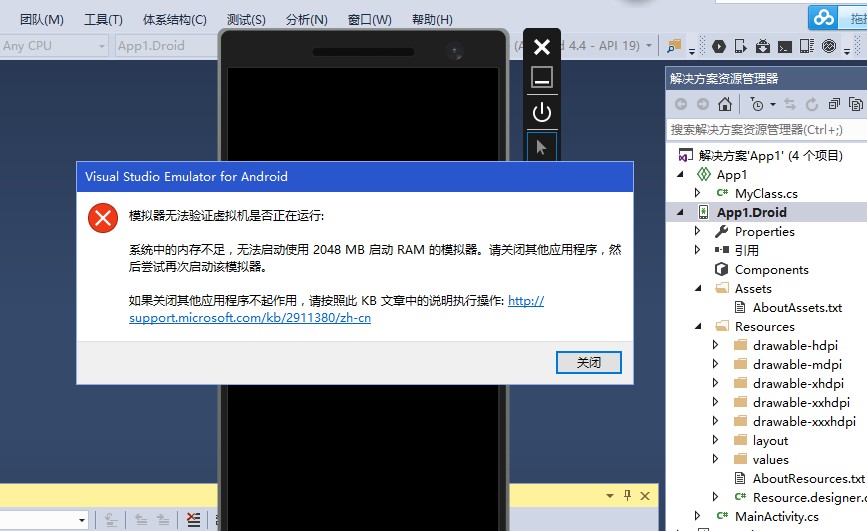 团队(M) 工具(T) 体系结构(C) 测试(S) 分析(N) 窗口(W) 帮助(H)
Any CPU App1.Droid 4.4 - API 19)
Visual Studio Emulator for Android
模拟器无法验证虚拟机是否正在运行:
系统中的内存不足，无法启动使用 2048 MB 启动 RAM 的模拟器。请关闭其他应用程序，然
后尝试再次启动该模拟器。
如果关闭其他应用程序不起作用，请按照此 KB 文章中的说明执行操作: http://
support.microsoft.com/kb/2911380/zh-cn
关闭
解决方案资源管理器
搜索解决方案资源管理器(Ctrl+;)
解决方案'App1' (4 个项目)
App1
C# MyClass.cs
App1.Droid
Properties
引用
Components
Assets
AboutAssets.txt
Resources
drawable-hdpi
drawable-mdpi
drawable-xhdpi
drawable-xxhdpi
drawable-xxxhdpi
layout
values
AboutResources.txt
C# Resource.designer.c
C# MainActivity.cs